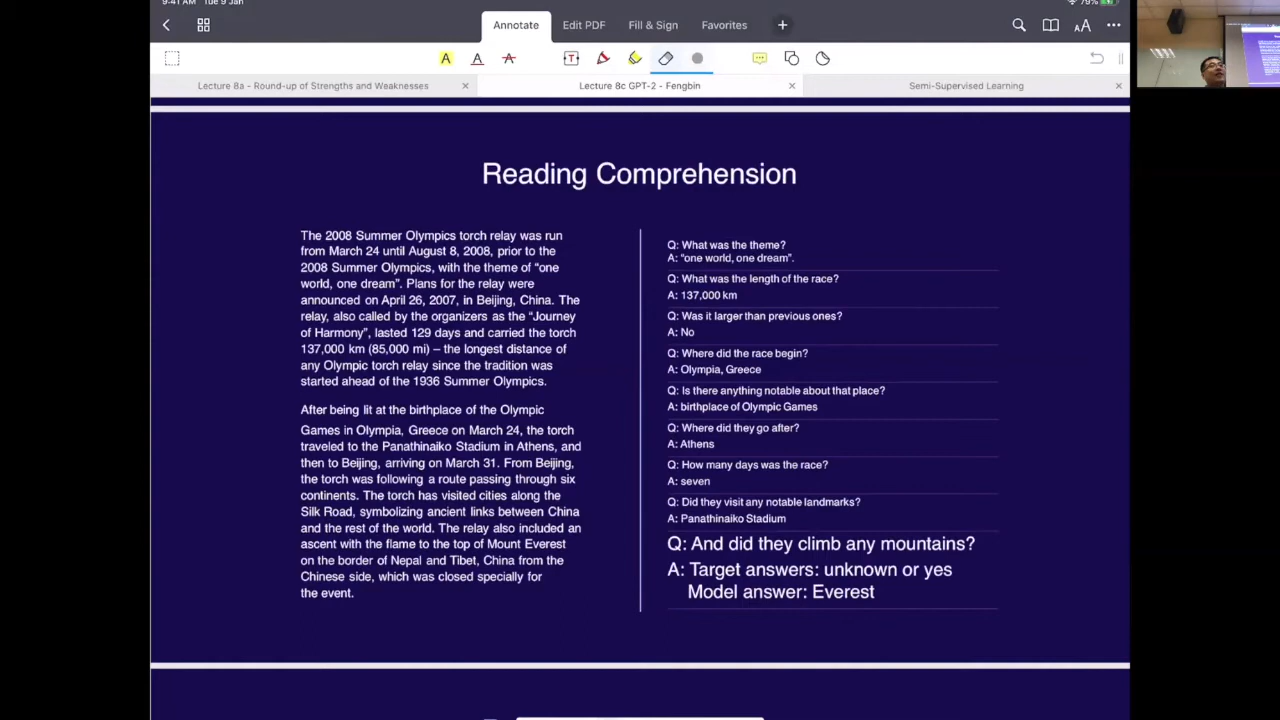 9:41 AM Tue 9 Jan
79%
Annotate
Edit PDF
Fill & Sign
Favorites
Lecture 8a - Round-up of Strengths and Weaknesses
Lecture 8c GPT-2 - Fengbin
Semi-Supervised Learning
Reading Comprehension
The 2008 Summer Olympics torch relay was run
from March 24 until August 8, 2008, prior to the
2008 Summer Olympics, with the theme of “one
world, one dream”. Plans for the relay were
announced on April 26, 2007, in Beijing, China. The
relay, also called by the organizers as the “Journey
of Harmony”, lasted 129 days and carried the torch
137,000 km (85,000 mi) – the longest distance of
any Olympic torch relay since the tradition was
started ahead of the 1936 Summer Olympics.
After being lit at the birthplace of the Olympic
Games in Olympia, Greece on March 24, the torch
traveled to the Panathinaiko Stadium in Athens, and
then to Beijing, arriving on March 31. From Beijing,
the torch was following a route passing through six
continents. The torch has visited cities along the
Silk Road, symbolizing ancient links between China
and the rest of the world. The relay also included an
ascent with the flame to the top of Mount Everest
on the border of Nepal and Tibet, China from the
Chinese side, which was closed specially for
the event.
Q: What was the theme?
A: “one world, one dream”.
Q: What was the length of the race?
A: 137,000 km
Q: Was it larger than previous ones?
A: No
Q: Where did the race begin?
A: Olympia, Greece
Q: Is there anything notable about that place?
A: birthplace of Olympic Games
Q: Where did they go after?
A: Athens
Q: How many days was the race?
A: seven
Q: Did they visit any notable landmarks?
A: Panathinaiko Stadium
Q: And did they climb any mountains?
A: Target answers: unknown or yes
Model answer: Everest